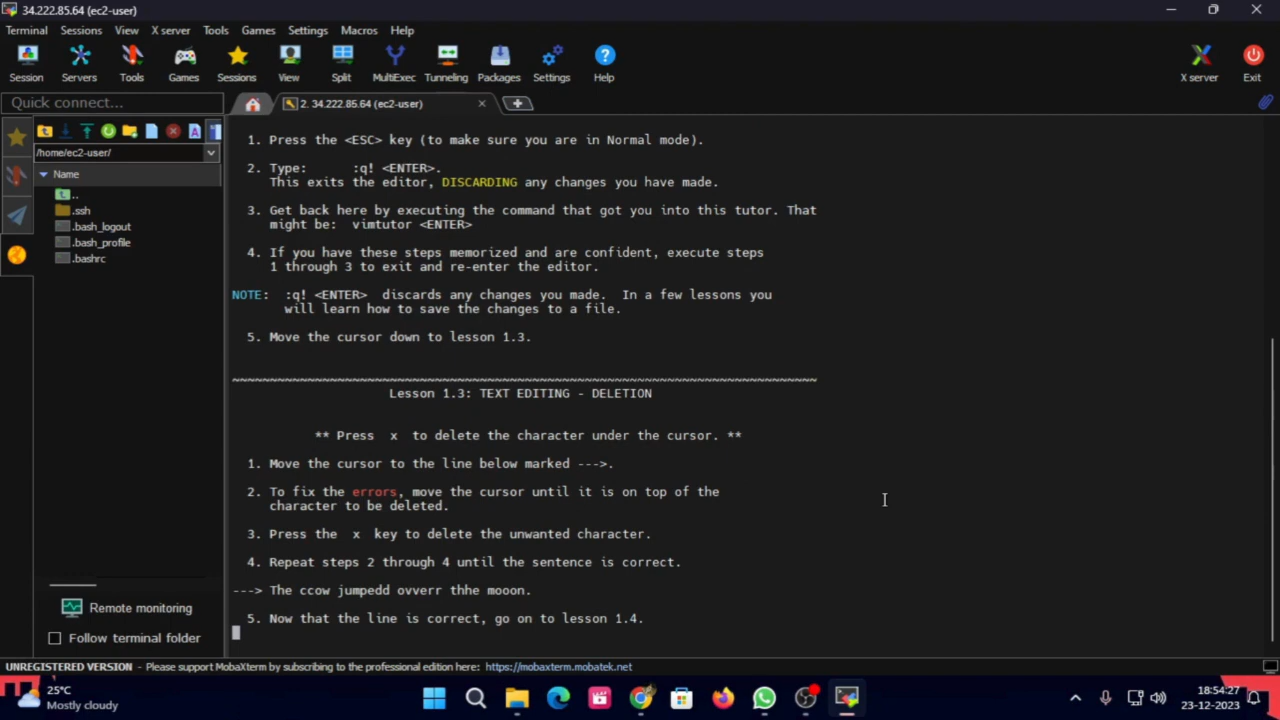 34.222.85.64 (ec2-user)
Terminal Sessions View X server Tools Games Settings Macros Help
Session Servers Tools Games Sessions View Split MultiExec Tunneling Packages Settings Help X server Exit
Quick connect...
2. 34.222.85.64 (ec2-user)
/home/ec2-user/
Name
..
.ssh
.bash_logout
.bash_profile
.bashrc
Remote monitoring
Follow terminal folder
1. Press the <ESC> key (to make sure you are in Normal mode).
2. Type: :q! <ENTER>.
This exits the editor, DISCARDING any changes you have made.
3. Get back here by executing the command that got you into this tutor. That
might be: vimtutor <ENTER>
4. If you have these steps memorized and are confident, execute steps
1 through 3 to exit and re-enter the editor.
NOTE: :q! <ENTER> discards any changes you made. In a few lessons you
will learn how to save the changes to a file.
5. Move the cursor down to lesson 1.3.
~~~~~~~~~~~~~~~~~~~~~~~~~~~~~~~~~~~~~~~~~~~~~~~~~~~~~~~~~~~~~~~~~~~~~~~~~~~~~~
Lesson 1.3: TEXT EDITING - DELETION
** Press x to delete the character under the cursor. **
1. Move the cursor to the line below marked --->.
2. To fix the errors, move the cursor until it is on top of the
character to be deleted.
3. Press the x key to delete the unwanted character.
4. Repeat steps 2 through 4 until the sentence is correct.
---> The ccow jumpedd ovverr thhe mooon.
5. Now that the line is correct, go on to lesson 1.4.
UNREGISTERED VERSION - Please support MobaXterm by subscribing to the professional edition here: https://mobaxterm.mobatek.net
25°C
Mostly cloudy
18:54:27
23-12-2023